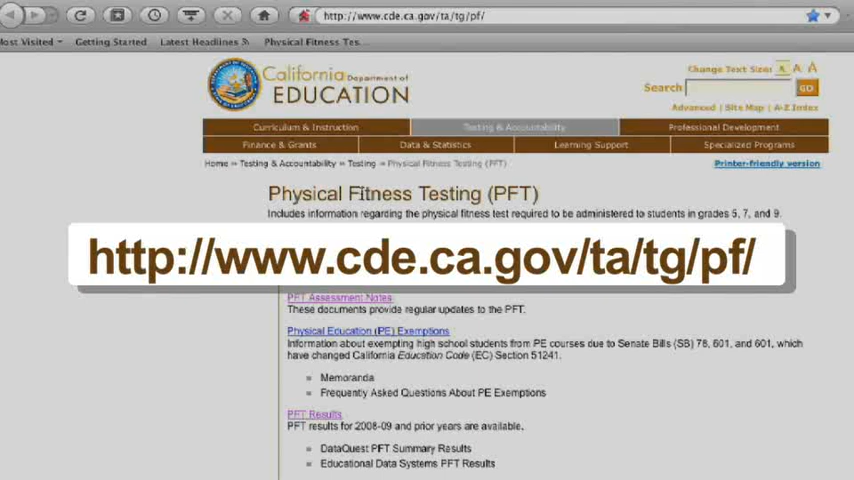 http://www.cde.ca.gov/ta/tg/pf/
Most Visited
Getting Started
Latest Headlines
Physical Fitness Tes...
California Department of
EDUCATION
Change Text Size: A A A
Search
GO
Advanced | Site Map | A-Z Index
Curriculum & Instruction
Testing & Accountability
Professional Development
Finance & Grants
Data & Statistics
Learning Support
Specialized Programs
Home » Testing & Accountability » Testing » Physical Fitness Testing (PFT)
Printer-friendly version
Physical Fitness Testing (PFT)
Includes information regarding the physical fitness test required to be administered to students in grades 5, 7, and 9.
http://www.cde.ca.gov/ta/tg/pf/
PFT Assessment Notes
These documents provide regular updates to the PFT.
Physical Education (PE) Exemptions
Information about exempting high school students from PE courses due to Senate Bills (SB) 78, 601, and 601, which
have changed California Education Code (EC) Section 51241.
Memoranda
Frequently Asked Questions About PE Exemptions
PFT Results
PFT results for 2008-09 and prior years are available.
DataQuest PFT Summary Results
Educational Data Systems PFT Results